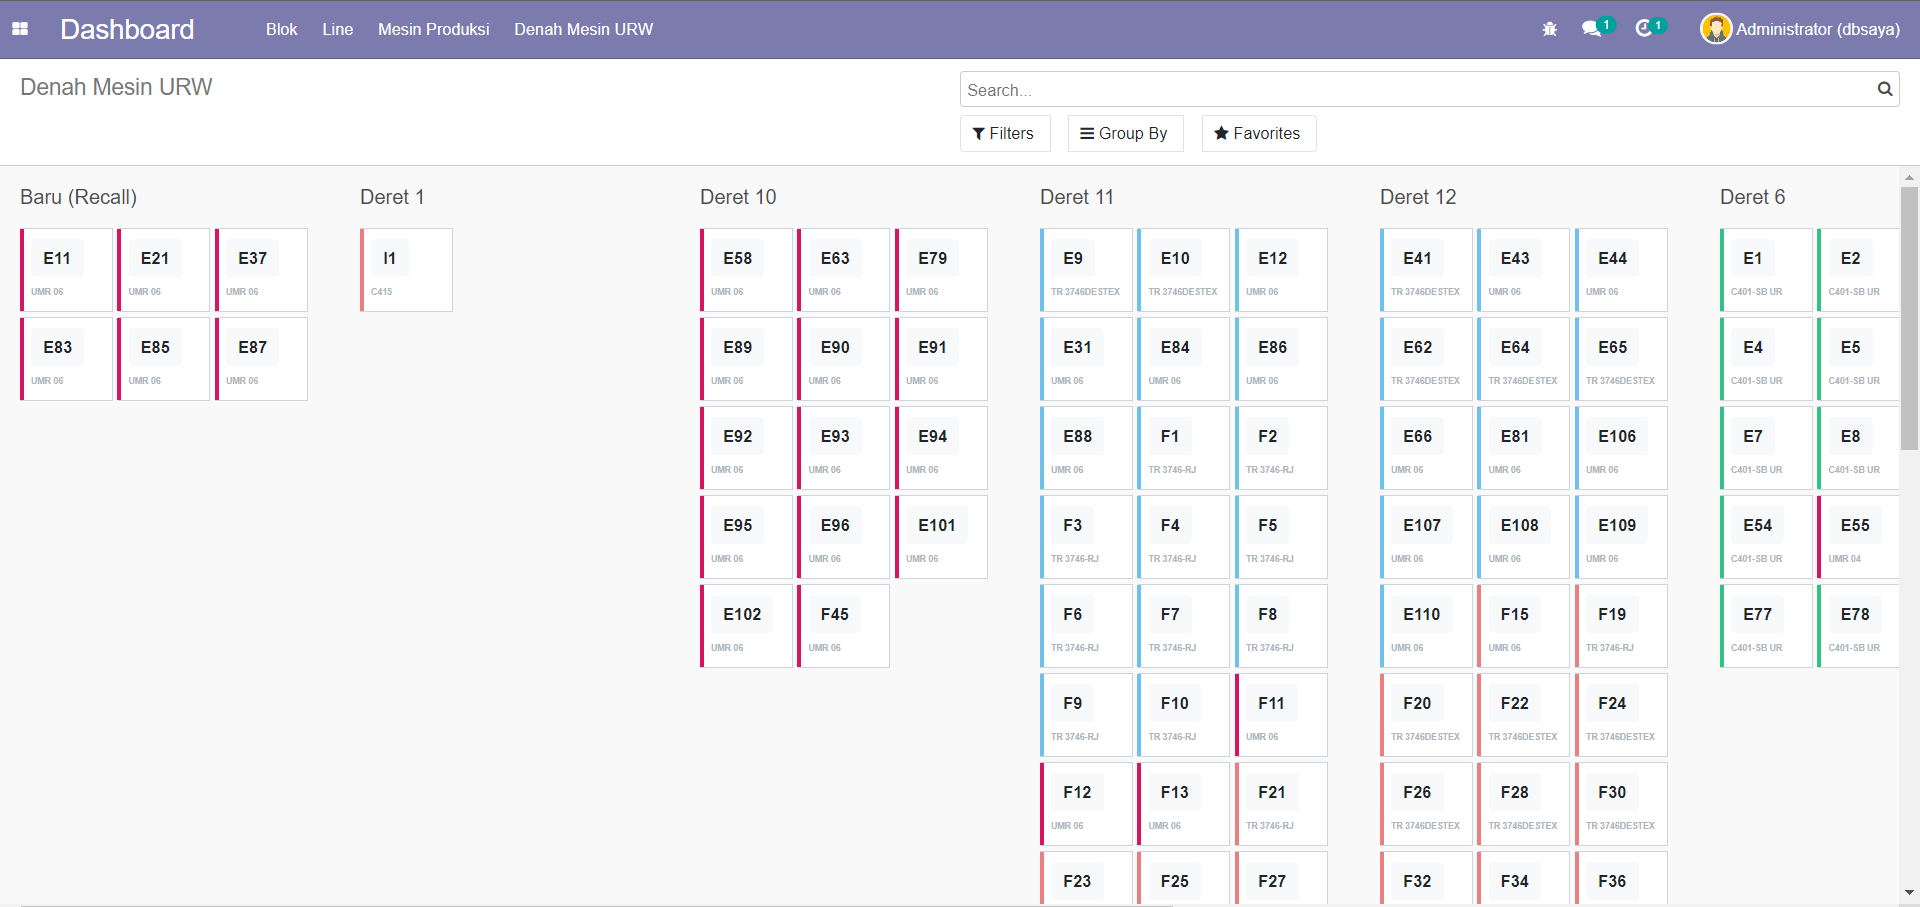 Dashboard Blok Line Mesin Produksi Denah Mesin URW 1 1 Administrator (dbsaya)
Denah Mesin URW
Search...
Filters Group By Favorites
Baru (Recall)
E11 E21 E37
UMR 06 UMR 06 UMR 06
E83 E85 E87
UMR 06 UMR 06 UMR 06
Deret 1
I1
C415
Deret 10
E58 E63 E79
UMR 06 UMR 06 UMR 06
E89 E90 E91
UMR 06 UMR 06 UMR 06
E92 E93 E94
UMR 06 UMR 06 UMR 06
E95 E96 E101
UMR 06 UMR 06 UMR 06
E102 F45
UMR 06 UMR 06
Deret 11
E9 E10 E12
TR 3746DESTEX TR 3746DESTEX UMR 06
E31 E84 E86
UMR 06 UMR 06 UMR 06
E88 F1 F2
UMR 06 TR 3746-RJ TR 3746-RJ
F3 F4 F5
TR 3746-RJ TR 3746-RJ TR 3746-RJ
F6 F7 F8
TR 3746-RJ TR 3746-RJ TR 3746-RJ
F9 F10 F11
TR 3746-RJ TR 3746-RJ UMR 06
F12 F13 F21
UMR 06 UMR 06 TR 3746-RJ
F23 F25 F27
Deret 12
E41 E43 E44
TR 3746DESTEX UMR 06 UMR 06
E62 E64 E65
TR 3746DESTEX TR 3746DESTEX TR 3746DESTEX
E66 E81 E106
UMR 06 UMR 06 UMR 06
E107 E108 E109
UMR 06 UMR 06 UMR 06
E110 F15 F19
UMR 06 UMR 06 TR 3746-RJ
F20 F22 F24
TR 3746DESTEX TR 3746DESTEX TR 3746DESTEX
F26 F28 F30
TR 3746DESTEX TR 3746DESTEX TR 3746DESTEX
F32 F34 F36
Deret 6
E1 E2
C401-SB UR C401-SB UR
E4 E5
C401-SB UR C401-SB UR
E7 E8
C401-SB UR C401-SB UR
E54 E55
C401-SB UR UMR 04
E77 E78
C401-SB UR C401-SB UR